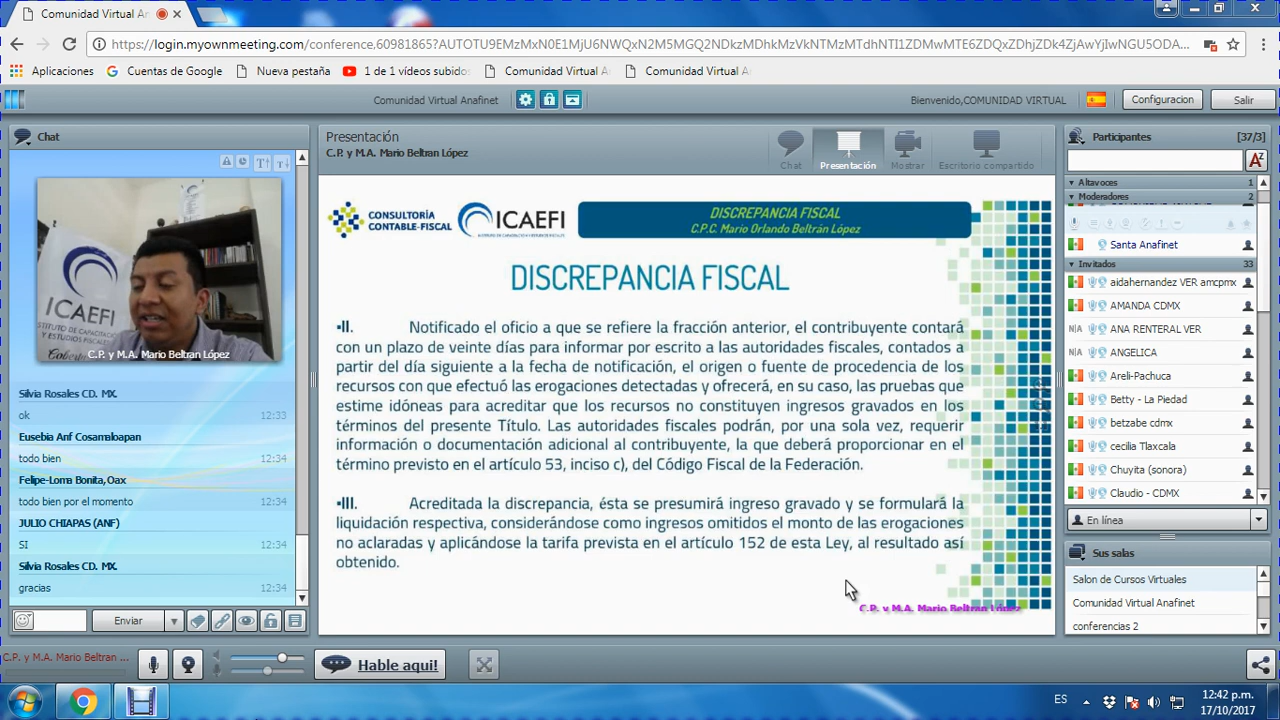 Comunidad Virtual An
https://login.myownmeeting.com/conference.60981865?AUTOTU9EMzMxN0E1MjU6NWQxN2M5MGQ2NDkzMDhkMzVkNTMzMTdhNTI1ZDMwMTE6ZDQxZDhjZDk4ZjAwYjIwNGU5ODA...
Aplicaciones
Cuentas de Google
Nueva pestaña
1 de 1 vídeos subidos
Comunidad Virtual A
Comunidad Virtual A
Comunidad Virtual Anafinet
Bienvenido,COMUNIDAD VIRTUAL
Configuracion
Salir
Chat
ICAEFI
C.P. y M.A. Mario Beltran López
Silvia Rosales CD. MX.
ok 12:33
Eusebia Anf Cosamaloapan
todo bien 12:34
Felipe-Loma Bonita,Oax
todo bien por el momento 12:34
JULIO CHIAPAS (ANF)
SI 12:34
Silvia Rosales CD. MX.
gracias 12:34
Enviar
Presentación
C.P. y M.A. Mario Beltran López
Chat
Presentación
Mostrar
Escritorio compartido
CONSULTORÍA
CONTABLE-FISCAL
ICAEFI
DISCREPANCIA FISCAL
C.P.C. Mario Orlando Beltrán López
DISCREPANCIA FISCAL
•II. Notificado el oficio a que se refiere la fracción anterior, el contribuyente contará
con un plazo de veinte días para informar por escrito a las autoridades fiscales, contados a
partir del día siguiente a la fecha de notificación, el origen o fuente de procedencia de los
recursos con que efectuó las erogaciones detectadas y ofrecerá, en su caso, las pruebas que
estime idóneas para acreditar que los recursos no constituyen ingresos gravados en los
términos del presente Título. Las autoridades fiscales podrán, por una sola vez, requerir
información o documentación adicional al contribuyente, la que deberá proporcionar en el
término previsto en el artículo 53, inciso c), del Código Fiscal de la Federación.
•III. Acreditada la discrepancia, ésta se presumirá ingreso gravado y se formulará la
liquidación respectiva, considerándose como ingresos omitidos el monto de las erogaciones
no aclaradas y aplicándose la tarifa prevista en el artículo 152 de esta Ley, al resultado así
obtenido.
C.P. y M.A. Mario Beltran López
Participantes [37/3]
Altavoces 1
Moderadores 2
Santa Anafinet
Invitados 33
aidahernandez VER amcpmx
AMANDA CDMX
N/A ANA RENTERAL VER
N/A ANGELICA
Areli-Pachuca
Betty - La Piedad
betzabe cdmx
cecilia Tlaxcala
Chuyita (sonora)
Claudio - CDMX
En línea
Sus salas
Salon de Cursos Virtuales
Comunidad Virtual Anafinet
conferencias 2
C.P. y M.A. Mario Beltran ...
Hable aqui!
ES
12:42 p.m.
17/10/2017